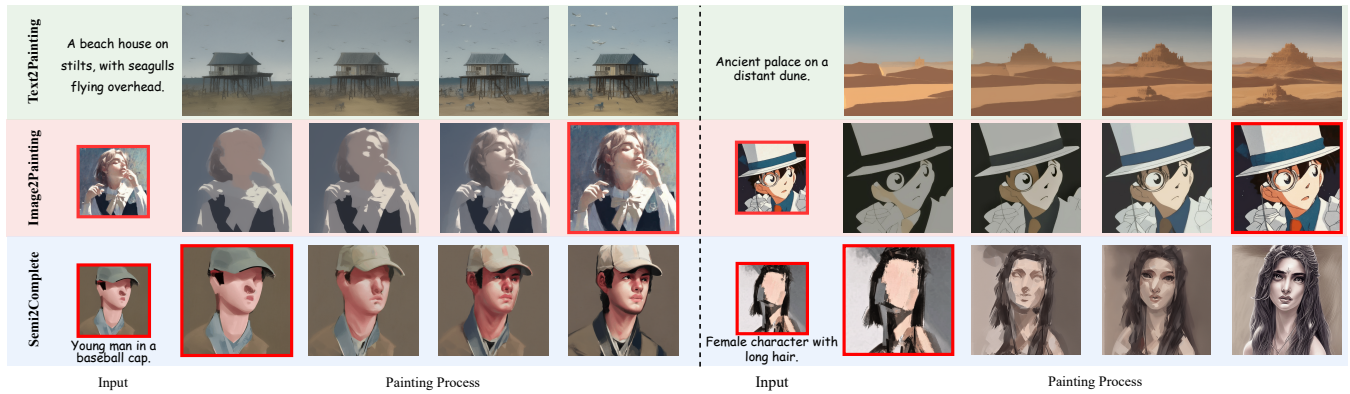 Text2Painting
A beach house on
stilts, with seagulls
flying overhead.
Ancient palace on a
distant dune.
Image2Painting
Semi2Complete
Young man in a
baseball cap.
Female character with
long hair.
Input
Painting Process
Input
Painting Process